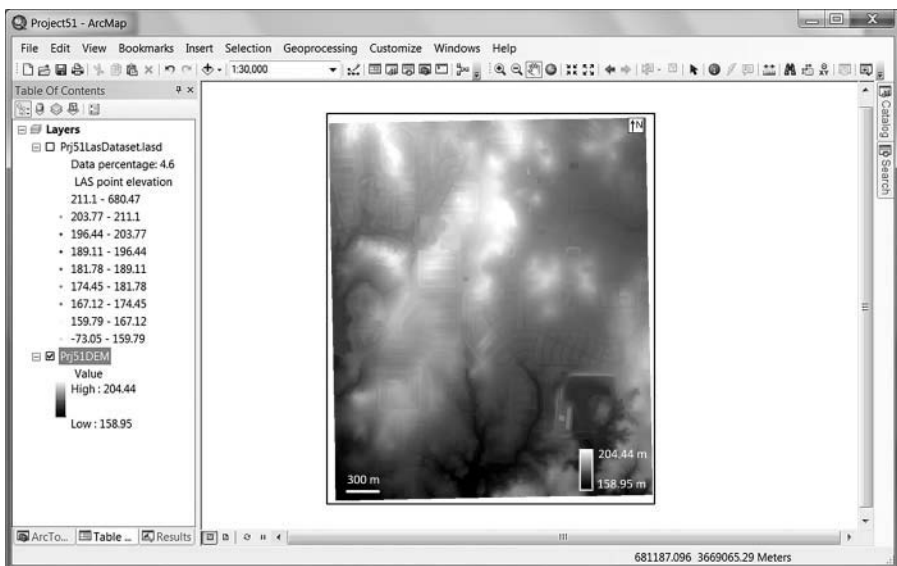 Project51 - ArcMap
File Edit View Bookmarks Insert Selection Geoprocessing Customize Windows Help
1:30,000
Table Of Contents
Layers
Prj51LasDataset.lasd
Data percentage: 4.6
LAS point elevation
211.1 - 680.47
203.77 - 211.1
196.44 - 203.77
189.11 - 196.44
181.78 - 189.11
174.45 - 181.78
167.12 - 174.45
159.79 - 167.12
-73.05 - 159.79
Prj51DEM
Value
High : 204.44
Low : 158.95
N
300 m
204.44 m
158.95 m
Catalog
Search
ArcTo... Table ... Results
681187.096 3669065.29 Meters